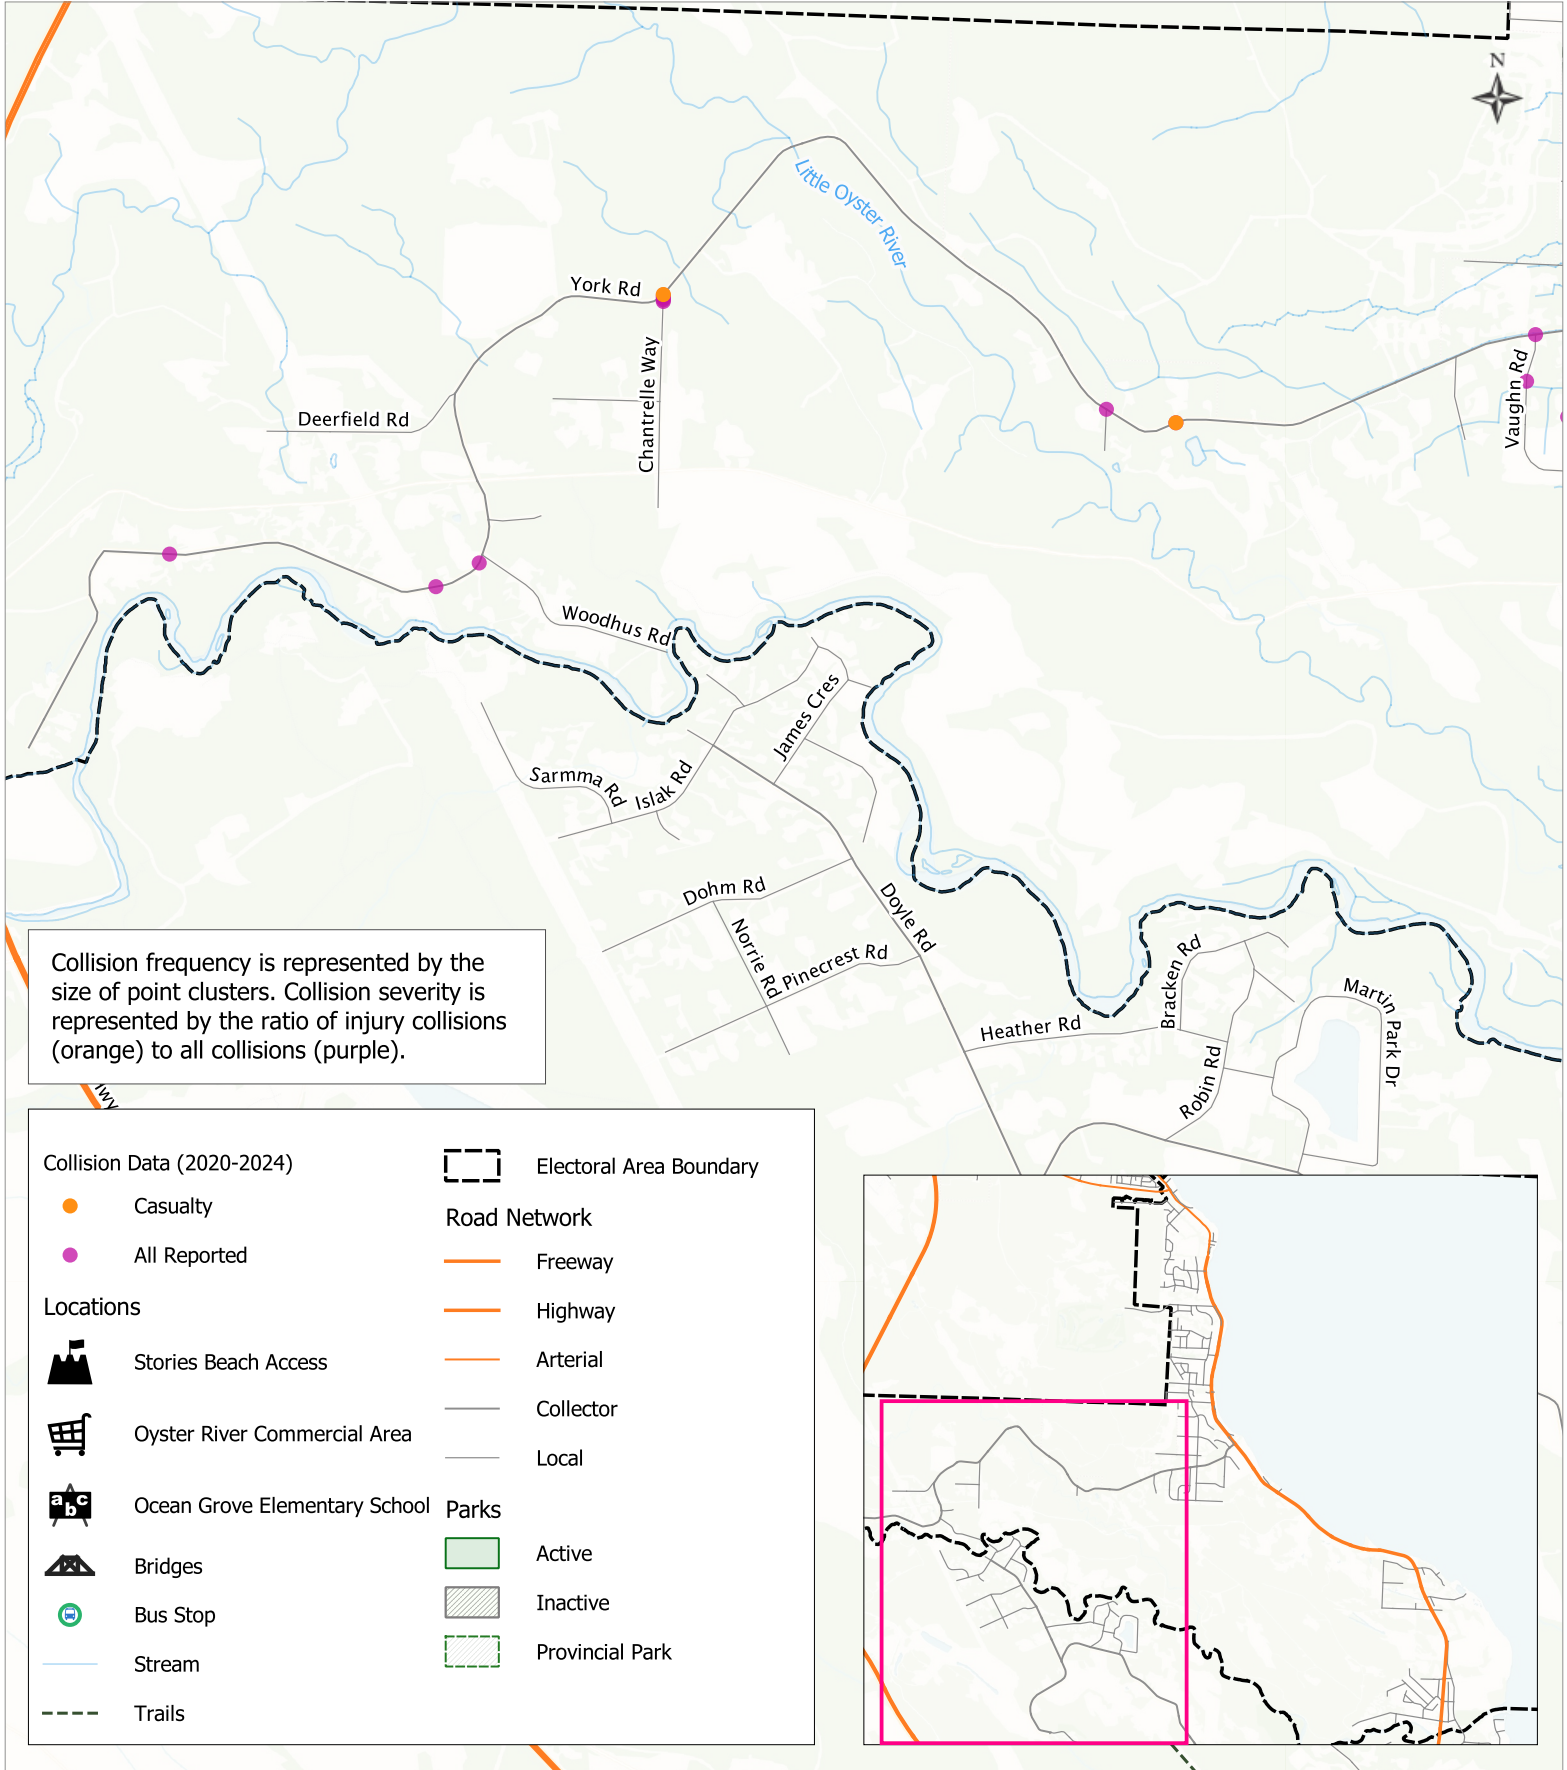 N
Little Oyster River
York Rd
Chantrelle Way
Deerfield Rd
Vaughn Rd
Woodhus Rd
James Cres
Sarmma Rd
Islak Rd
Dohm Rd
Doyle Rd
Norrie Rd
Pinecrest Rd
Bracken Rd
Heather Rd
Martin Park Dr
Robin Rd
Collision frequency is represented by the
size of point clusters. Collision severity is
represented by the ratio of injury collisions
(orange) to all collisions (purple).
Collision Data (2020-2024)
Casualty
All Reported
Locations
Stories Beach Access
Oyster River Commercial Area
abc
Ocean Grove Elementary School
Bridges
Bus Stop
Stream
Trails
Electoral Area Boundary
Road Network
Freeway
Highway
Arterial
Collector
Local
Parks
Active
Inactive
Provincial Park